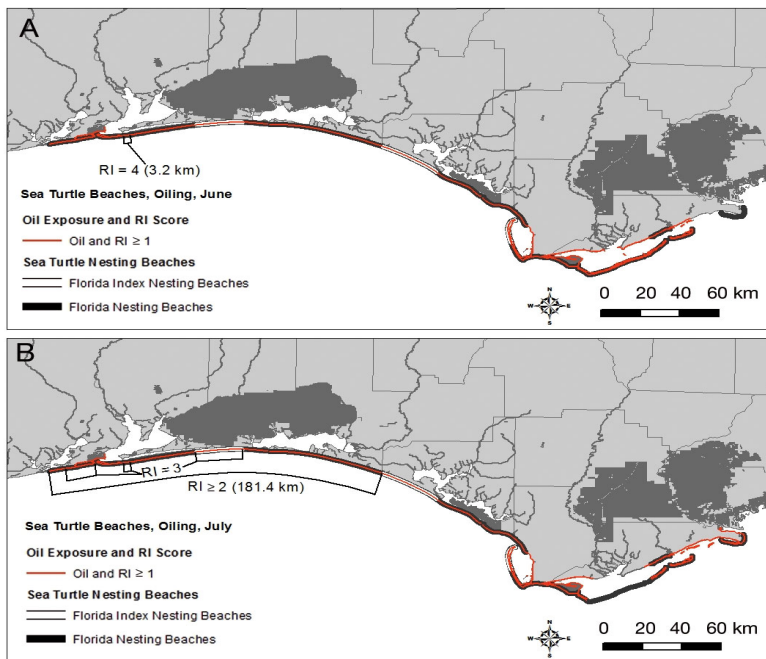 A
RI = 4 (3.2 km)
Sea Turtle Beaches, Oiling, June
Oil Exposure and RI Score
Oil and RI ≥ 1
Sea Turtle Nesting Beaches
Florida Index Nesting Beaches
Florida Nesting Beaches
N
W E
S
0 20 40 60 km
B
RI = 3
RI ≥ 2 (181.4 km)
Sea Turtle Beaches, Oiling, July
Oil Exposure and RI Score
Oil and RI ≥ 1
Sea Turtle Nesting Beaches
Florida Index Nesting Beaches
Florida Nesting Beaches
N
W E
S
0 20 40 60 km